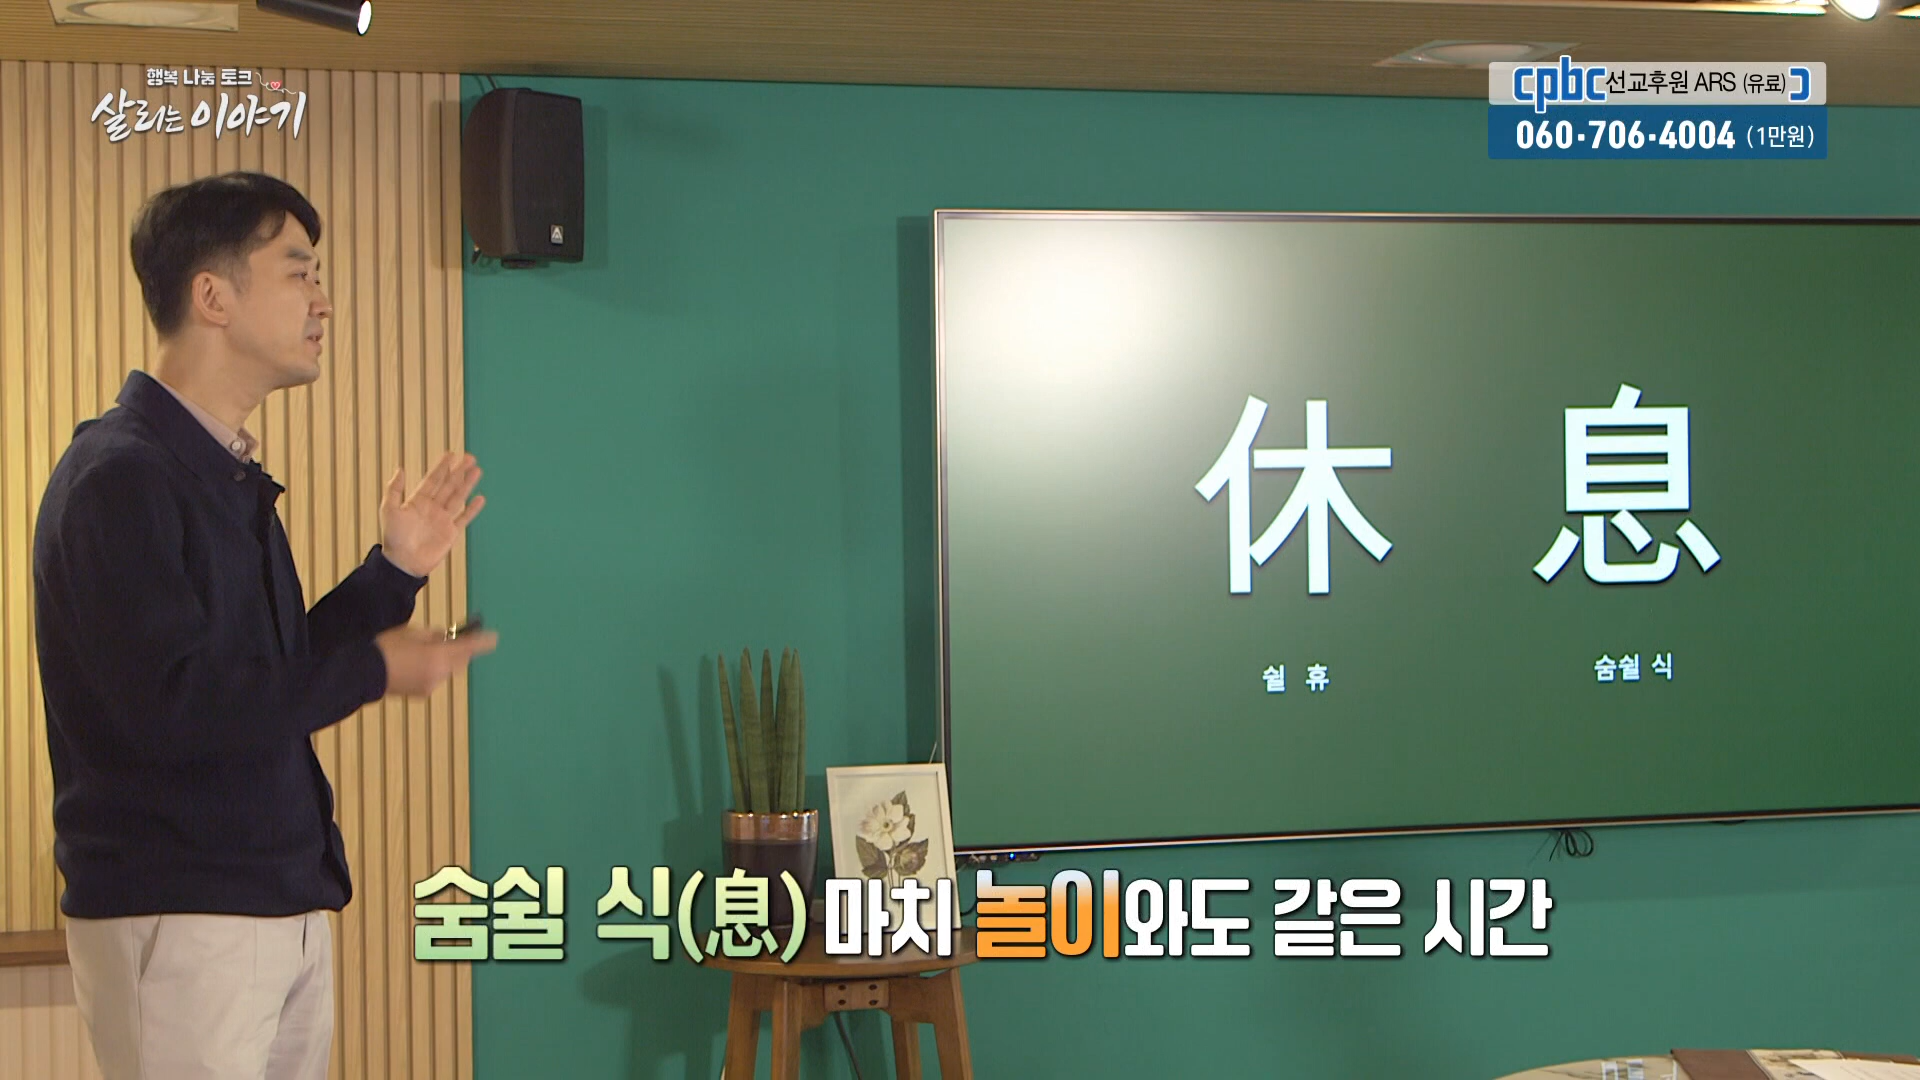 행복 나눔 토크
살리는 이야기
cpbc 선교후원 ARS (유료)
060·706·4004 (1만원)
休 息
쉴 휴 숨쉴 식
숨쉴 식(息) 마치 놀이와도 같은 시간